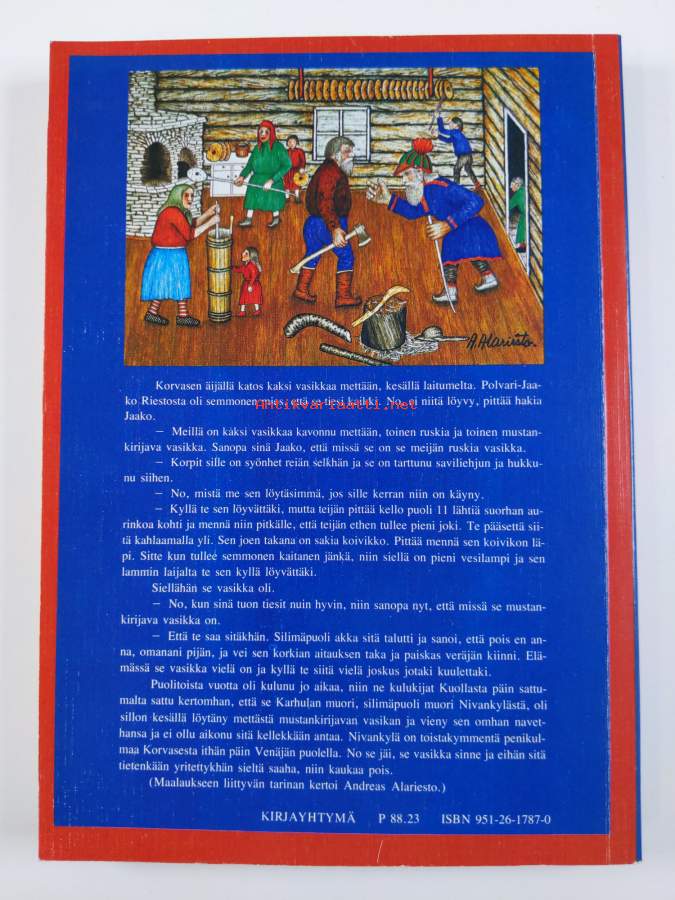 A. Alariesto.
Korvasen äijällä katos kaksi vasikkaa mettään, kesällä laitumelta. Polvari-Jaa-
ko Riestosta oli semmonen mies, että se tiesi kaikki. No, ei niitä löyvy, pittää hakia
Antikvariaatti.net
Jaako.
— Meillä on kaksi vasikkaa kavonnu mettään, toinen ruskia ja toinen mustan-
kirijava vasikka. Sanopa sinä Jaako, että missä se on se meijän ruskia vasikka.
— Korpit sille on syönhet reiän selkhän ja se on tarttunu saviliehjun ja hukku-
nu siihen.
— No, mistä me sen löytäsimmä, jos sille kerran niin on käyny.
— Kyllä te sen löyvättäki, mutta teijän pittää kello puoli 11 lähtiä suorhan au-
rinkoa kohti ja mennä niin pitkälle, että teijän ethen tullee pieni joki. Te pääsettä sii-
tä kahlaamalla yli. Sen joen takana on sakia koivikko. Pittää mennä sen koivikon lä-
pi. Sitte kun tullee semmonen kaitanen jänkä, niin siellä on pieni vesilampi ja sen
lammin laijalta te sen kyllä löyvättäki.
Siellähän se vasikka oli.
— No, kun sinä tuon tiesit nuin hyvin, niin sanopa nyt, että missä se mustan-
kirijava vasikka on.
— Että te saa sitäkhän. Silimäpuoli akka sitä talutti ja sanoi, että pois en an-
na, omanani pijän, ja vei sen korkian aitauksen taka ja paiskas veräjän kiinni. Elä-
mässä se vasikka vielä on ja kyllä te siitä vielä joskus jotaki kuulettaki.
Puolitoista vuotta oli kulunu jo aikaa, niin ne kulukijat Kuollasta päin sattu-
malta sattu kertomhan, että se Karhulan muori, silimäpuoli muori Nivankylästä, oli
sillon kesällä löytäny mettästä mustankirijavan vasikan ja vieny sen omhan navet-
hansa ja ei ollu aikonu sitä kellekkään antaa. Nivankylä on toistakymmentä penikul-
maa Korvasesta ithän päin Venäjän puolella. No se jäi, se vasikka sinne ja eihän sitä
tietenkään yritettykhän sieltä saaha, niin kaukaa pois.
(Maalaukseen liittyvän tarinan kertoi Andreas Alariesto.)
KIRJAYHTYMÄ P 88.23 ISBN 951-26-1787-0